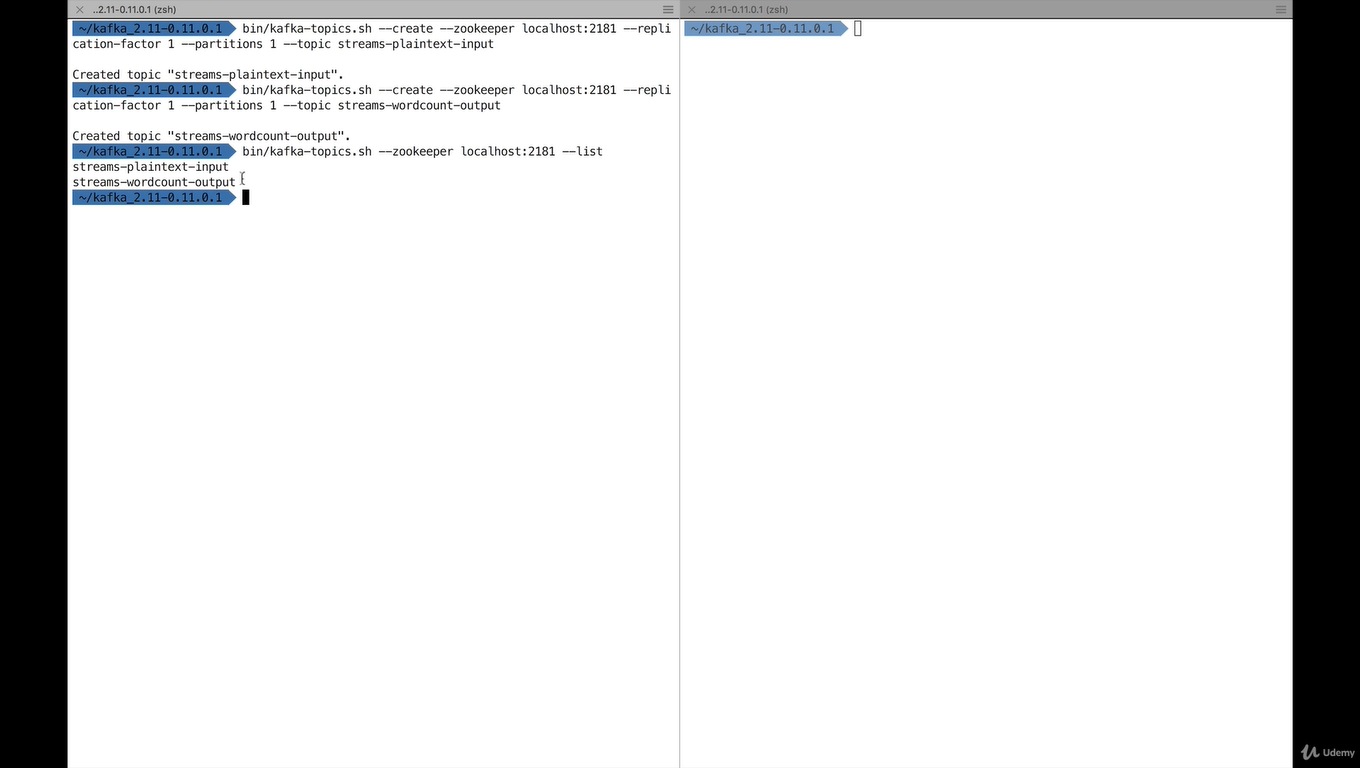 ..2.11-0.11.0.1 (zsh)
~/kafka_2.11-0.11.0.1 bin/kafka-topics.sh --create --zookeeper localhost:2181 --repli
cation-factor 1 --partitions 1 --topic streams-plaintext-input
Created topic "streams-plaintext-input".
~/kafka_2.11-0.11.0.1 bin/kafka-topics.sh --create --zookeeper localhost:2181 --repli
cation-factor 1 --partitions 1 --topic streams-wordcount-output
Created topic "streams-wordcount-output".
~/kafka_2.11-0.11.0.1 bin/kafka-topics.sh --zookeeper localhost:2181 --list
streams-plaintext-input
streams-wordcount-output
~/kafka_2.11-0.11.0.1
..2.11-0.11.0.1 (zsh)
~/kafka_2.11-0.11.0.1
Udemy